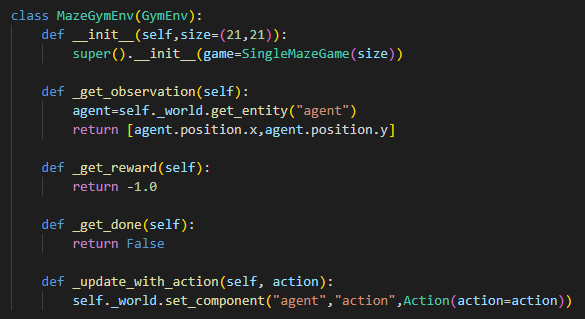 class MazeGymEnv(GymEnv):
    def __init__(self,size=(21,21)):
        super().__init__(game=SingleMazeGame(size))
    def _get_observation(self):
        agent=self._world.get_entity("agent")
        return [agent.position.x,agent.position.y]
    def _get_reward(self):
        return -1.0
    def _get_done(self):
        return False
    def _update_with_action(self, action):
        self._world.set_component("agent","action",Action(action=action))